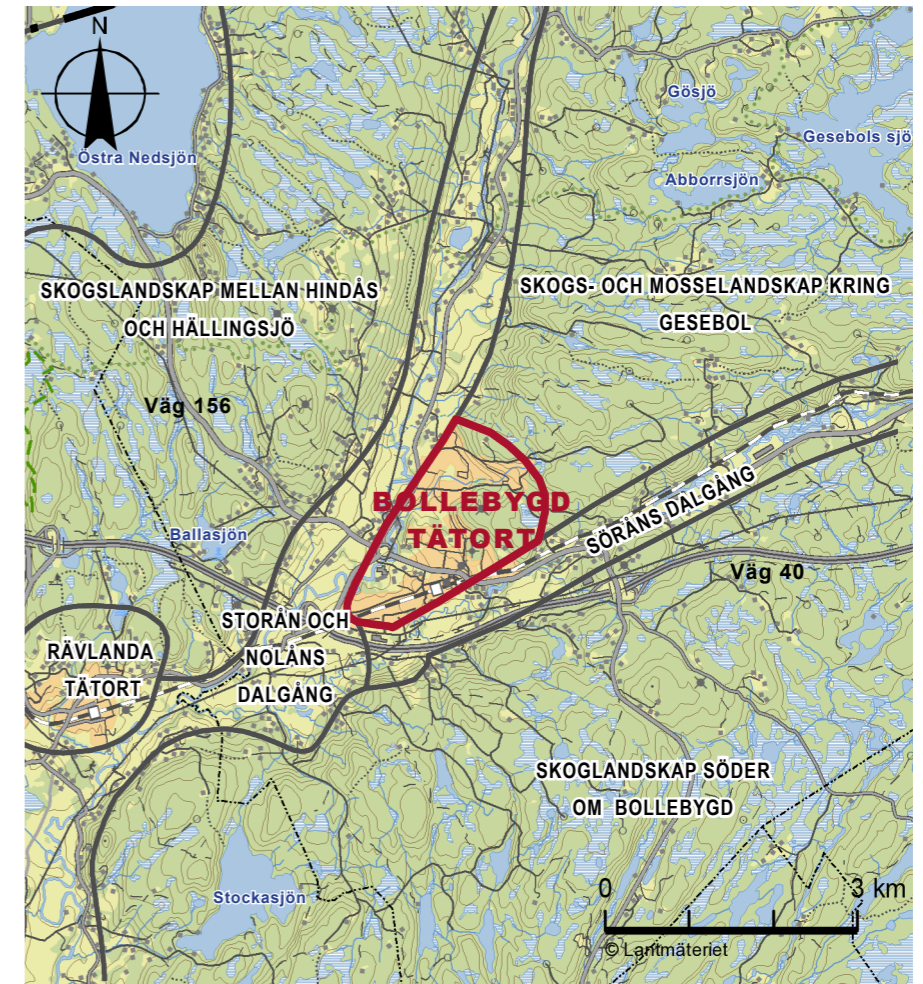 N
Gösjö
Gesebols sjö
Östra Nedsjön
Abborrsjön
SKOGSLANDSKAP MELLAN HINDÅS
OCH HÄLLINGSJÖ
SKOGS- OCH MOSSELANDSKAP KRING
GESEBOL
Väg 156
BOLLEBYGD
TÄTORT
SÖRÅNS DALGÅNG
Ballasjön
Väg 40
STORÅN OCH
NOLÅNS
DALGÅNG
RÄVLANDA
TÄTORT
SKOGLANDSKAP SÖDER
OM BOLLEBYGD
Stockasjön
0 3 km
© Lantmäteriet